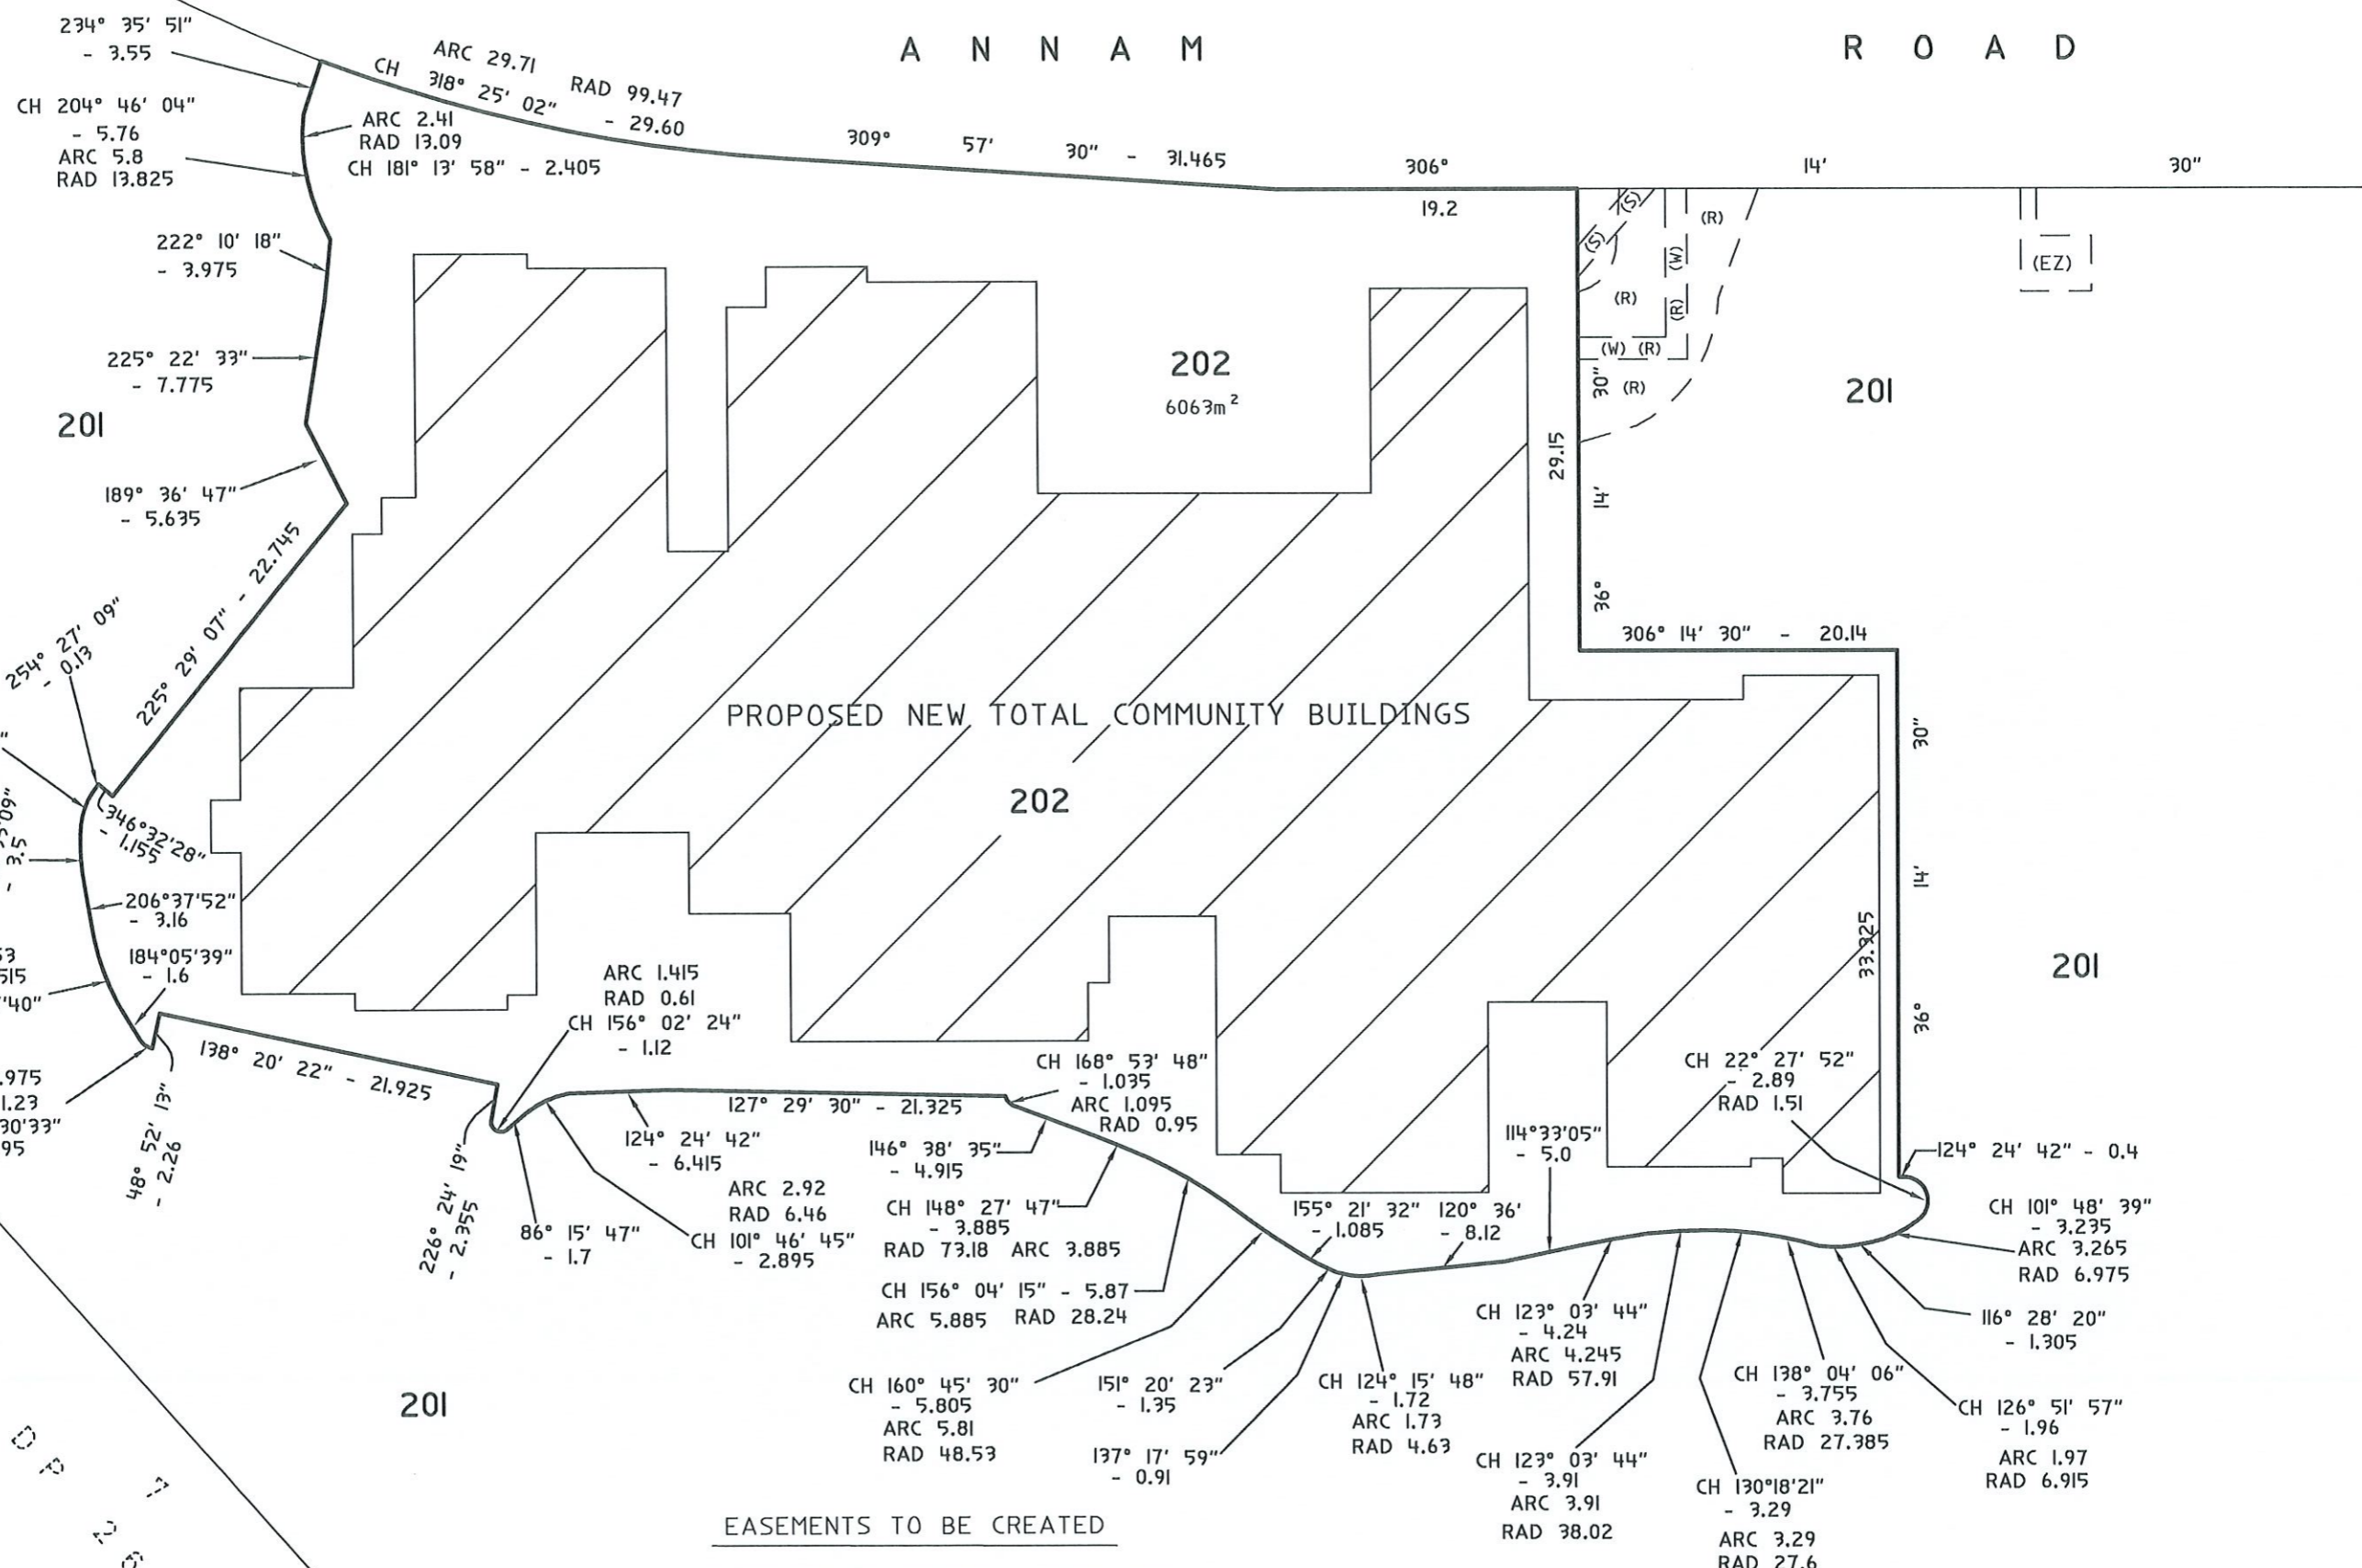 ANNAM ROAD
234° 35' 51"
- 3.55
CH 204° 46' 04"
- 5.76
ARC 5.8
RAD 13.825
ARC 2.41
RAD 13.09
CH 181° 13' 58" - 2.405
ARC 29.71 RAD 99.47
CH 318° 25' 02" - 29.60
309° 57' 30" - 31.465
306° 14' 30"
19.2
222° 10' 18"
- 3.975
225° 22' 33"
- 7.775
201
189° 36' 47"
- 5.635
225° 29' 07" - 22.745
254° 27' 09"
- 0.13
346°32'28"
- 1.155
- 3.5
206°37'52"
- 3.16
184°05'39"
- 1.6
48° 52' 13"
- 2.26
138° 20' 22" - 21.925
202
6063m²
(S)
(S)
(R)
(W)
(R)
(R)
(W) (R)
(R)
(EZ)
201
36° 14' 30"
29.15
306° 14' 30" - 20.14
36° 14' 30"
33.325
201
PROPOSED NEW TOTAL COMMUNITY BUILDINGS
202
ARC 1.415
RAD 0.61
CH 156° 02' 24"
- 1.12
226° 24' 19"
- 2.355
86° 15' 47"
- 1.7
124° 24' 42"
- 6.415
ARC 2.92
RAD 6.46
CH 101° 46' 45"
- 2.895
127° 29' 30" - 21.325
CH 168° 53' 48"
- 1.035
ARC 1.095
RAD 0.95
146° 38' 35"
- 4.915
CH 148° 27' 47"
- 3.885
RAD 73.18 ARC 3.885
CH 156° 04' 15" - 5.87
ARC 5.885 RAD 28.24
CH 160° 45' 30"
- 5.805
ARC 5.81
RAD 48.53
155° 21' 32"
- 1.085
151° 20' 23"
- 1.35
137° 17' 59"
- 0.91
CH 124° 15' 48"
- 1.72
ARC 1.73
RAD 4.63
120° 36'
- 8.12
114°33'05"
- 5.0
CH 123° 03' 44"
- 4.24
ARC 4.245
RAD 57.91
CH 123° 03' 44"
- 3.91
ARC 3.91
RAD 38.02
CH 130°18'21"
- 3.29
ARC 3.29
RAD 27.6
CH 138° 04' 06"
- 3.755
ARC 3.76
RAD 27.385
CH 126° 51' 57"
- 1.96
ARC 1.97
RAD 6.915
116° 28' 20"
- 1.305
CH 101° 48' 39"
- 3.235
ARC 3.265
RAD 6.975
124° 24' 42" - 0.4
CH 22° 27' 52"
- 2.89
RAD 1.51
201
DP
EASEMENTS TO BE CREATED